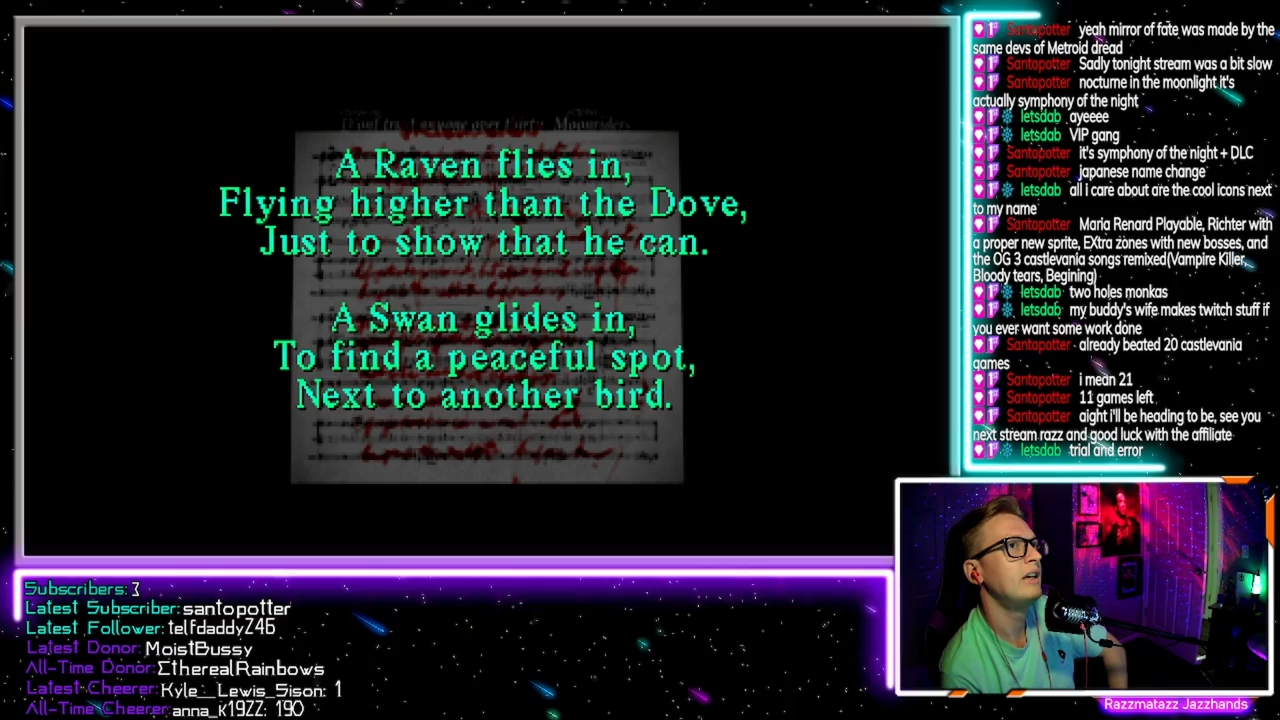 A Raven flies in,
Flying higher than the Dove,
Just to show that he can.
A Swan glides in,
To find a peaceful spot,
Next to another bird.
Santopotter yeah mirror of fate was made by the
same devs of Metroid dread
Santopotter Sadly tonight stream was a bit slow
Santopotter nocturne in the moonlight it's
actually symphony of the night
letsdab ayeeee
letsdab VIP gang
Santopotter it's symphony of the night + DLC
Santopotter japanese name change
letsdab all i care about are the cool icons next
to my name
Santopotter Maria Renard Playable, Richter with
a proper new sprite, EXtra zones with new bosses, and
the OG 3 castlevania songs remixed(Vampire Killer,
Bloody tears, Begining)
letsdab two holes monkas
letsdab my buddy's wife makes twitch stuff if
you ever want some work done
Santopotter already beated 20 castlevania
games
Santopotter i mean 21
Santopotter 11 games left
Santopotter aight i'll be heading to be, see you
next stream razz and good luck with the affiliate
letsdab trial and error
Subscribers: 3
Latest Subscriber: santopotter
Latest Follower: telfdaddy246
Latest Donor: MoistBussy
All-Time Donor: EtherealRainbows
Latest Cheerer: Kyle_Lewis_Sison: 1
All-Time Cheerer: anna_k1922: 190
Razzmatazz Jazzhands